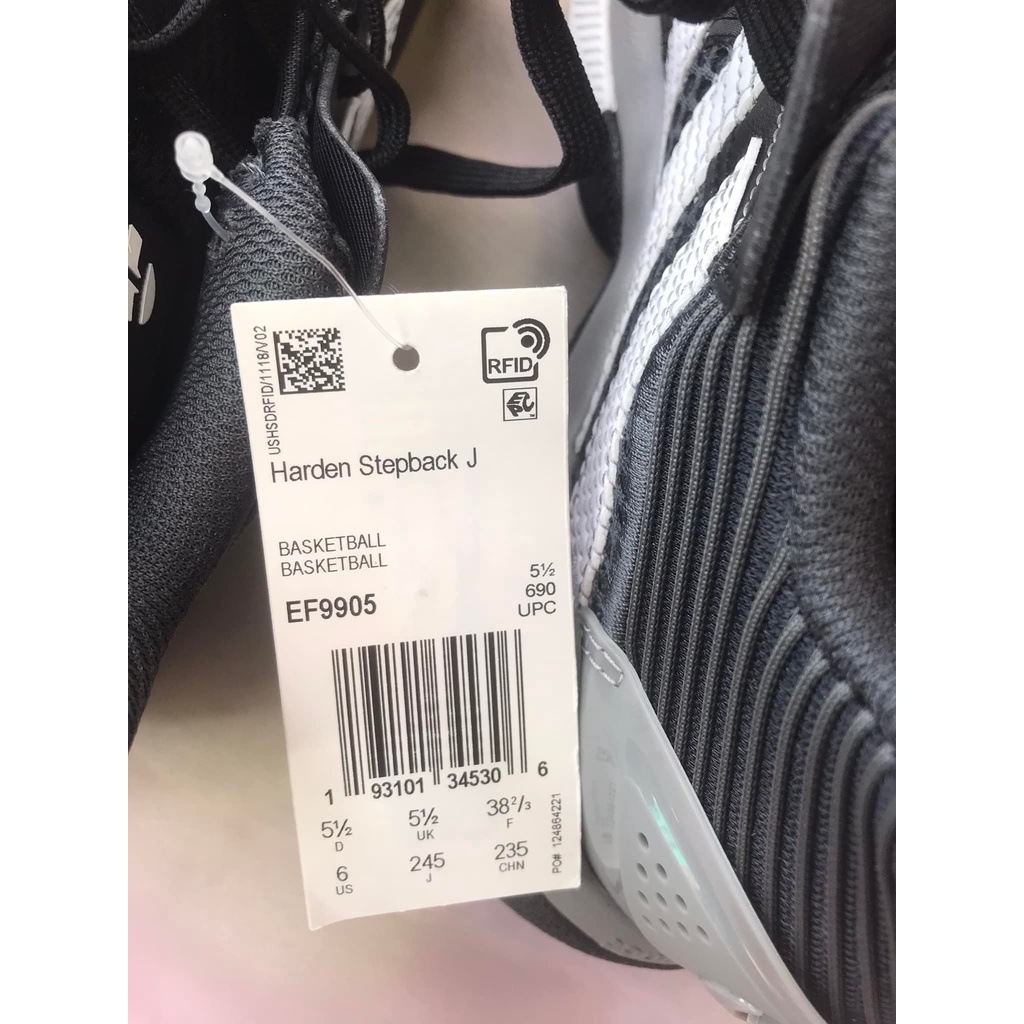 USHSDRFID/1118/V02
RFID
EPC
Harden Stepback J
BASKETBALL
BASKETBALL
EF9905
5½
690
UPC
1 93101 34530 6
5½ 5½ 38²/³
D UK F
6 245 235
US J CHN
PO# 124864221